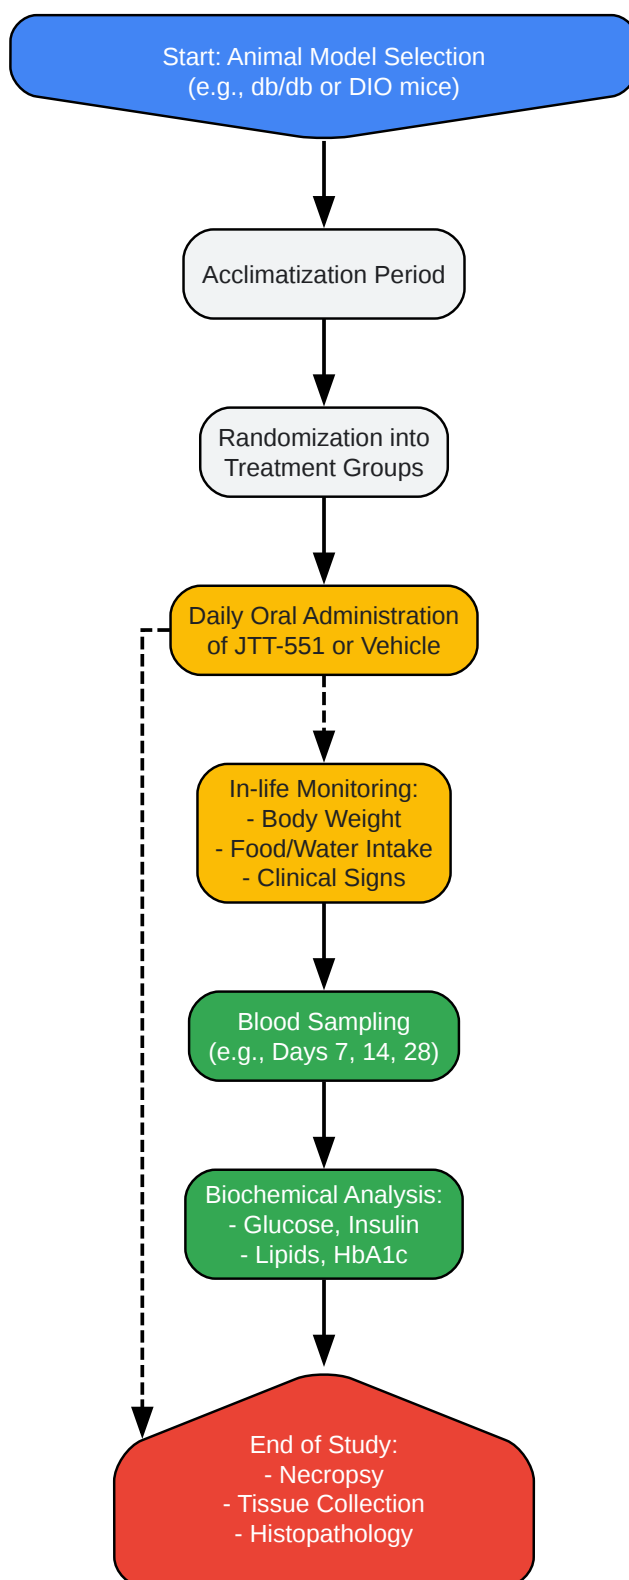 Start: Animal Model Selection
(e.g., db/db or DIO mice)
Acclimatization Period
Randomization into
Treatment Groups
Daily Oral Administration
of JTT-551 or Vehicle
In-life Monitoring:
- Body Weight
- Food/Water Intake
- Clinical Signs
Blood Sampling
(e.g., Days 7, 14, 28)
Biochemical Analysis:
- Glucose, Insulin
- Lipids, HbA1c
End of Study:
- Necropsy
- Tissue Collection
- Histopathology